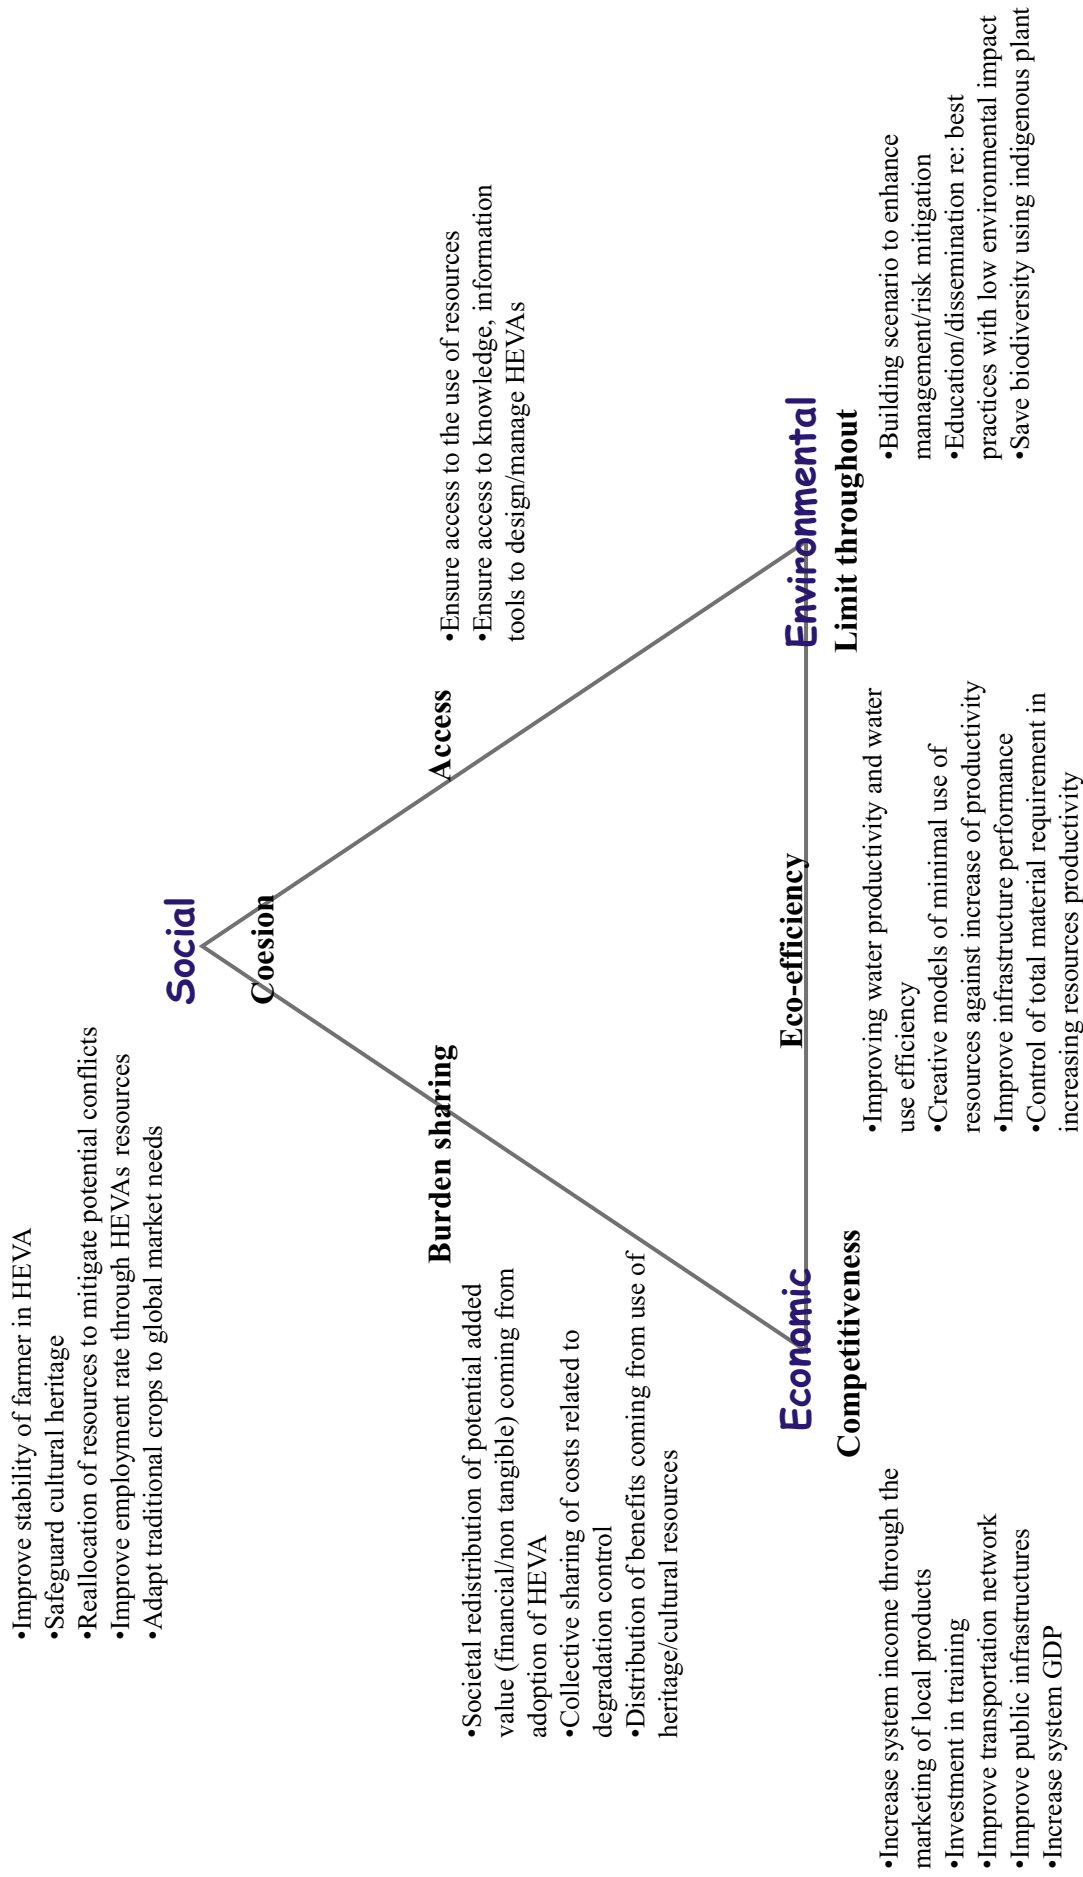 •Improve stability of farmer in HEVA
•Safeguard cultural heritage
•Reallocation of resources to mitigate potential conflicts
•Improve employment rate through HEVAs resources
•Adapt traditional crops to global market needs
Social
Coesion
Burden sharing
•Societal redistribution of potential added
value (financial/non tangible) coming from
adoption of HEVA
•Collective sharing of costs related to
degradation control
•Distribution of benefits coming from use of
heritage/cultural resources
Access
•Ensure access to the use of resources
•Ensure access to knowledge, information
tools to design/manage HEVAs
Economic
Competitiveness
•Increase system income through the
marketing of local products
•Investment in training
•Improve transportation network
•Improve public infrastructures
•Increase system GDP
Eco-efficiency
•Improving water productivity and water
use efficiency
•Creative models of minimal use of
resources against increase of productivity
•Improve infrastructure performance
•Control of total material requirement in
increasing resources productivity
Environmental
Limit throughout
•Building scenario to enhance
management/risk mitigation
•Education/dissemination re: best
practices with low environmental impact
•Save biodiversity using indigenous plant